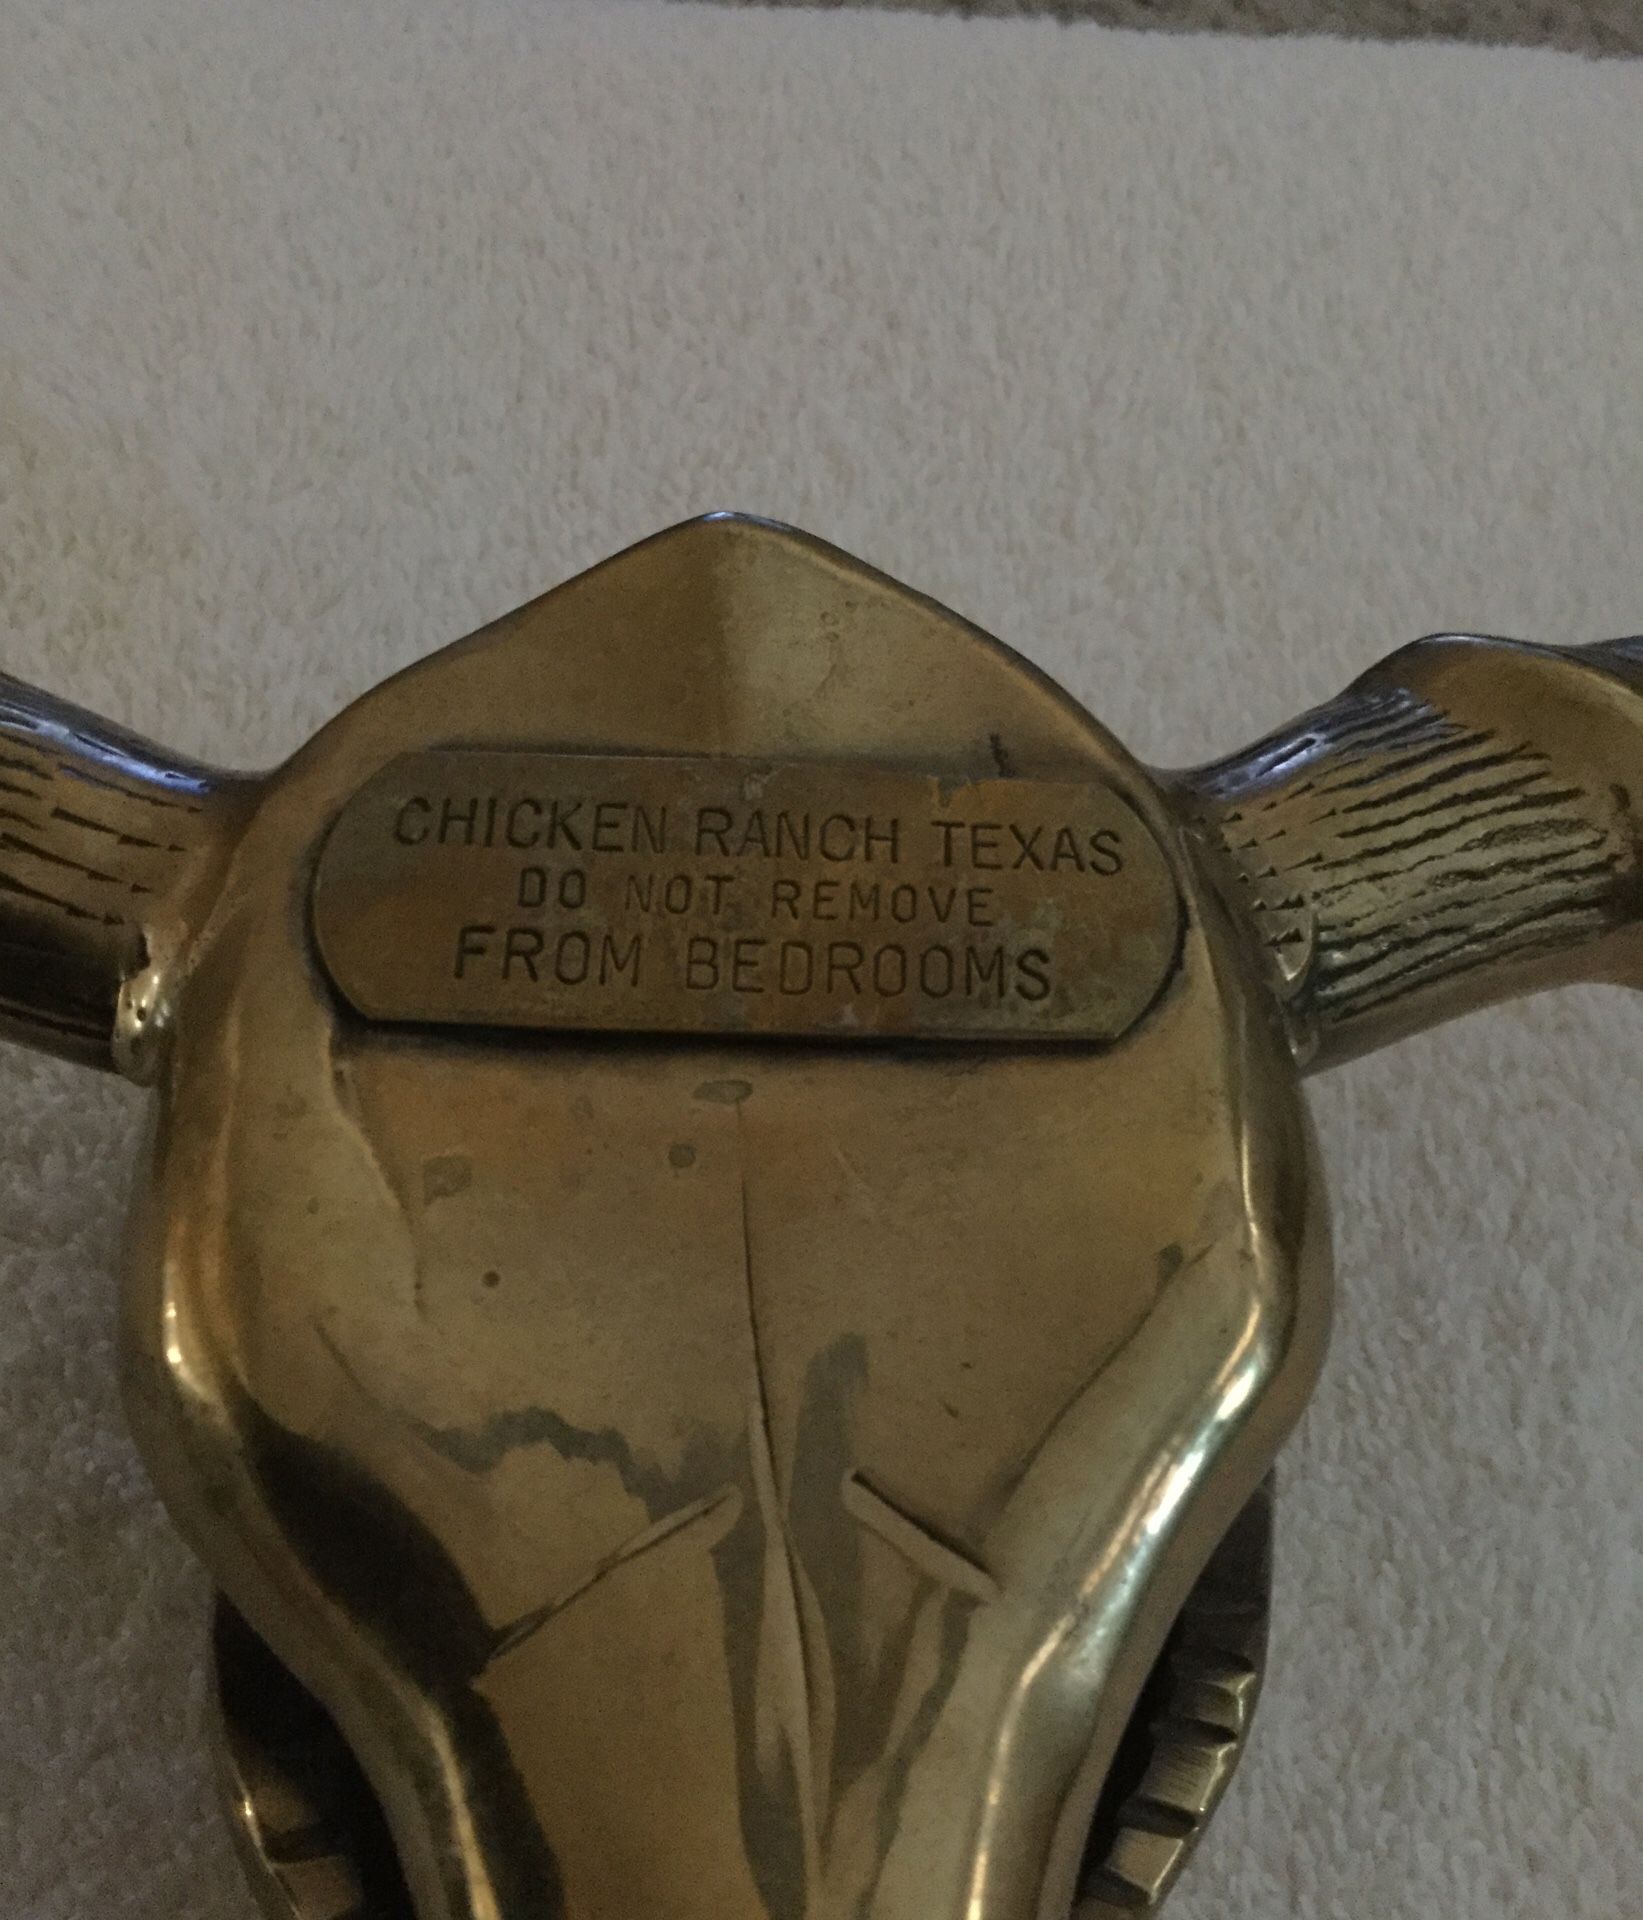 CHICKEN RANCH TEXAS
DO NOT REMOVE
FROM BEDROOMS